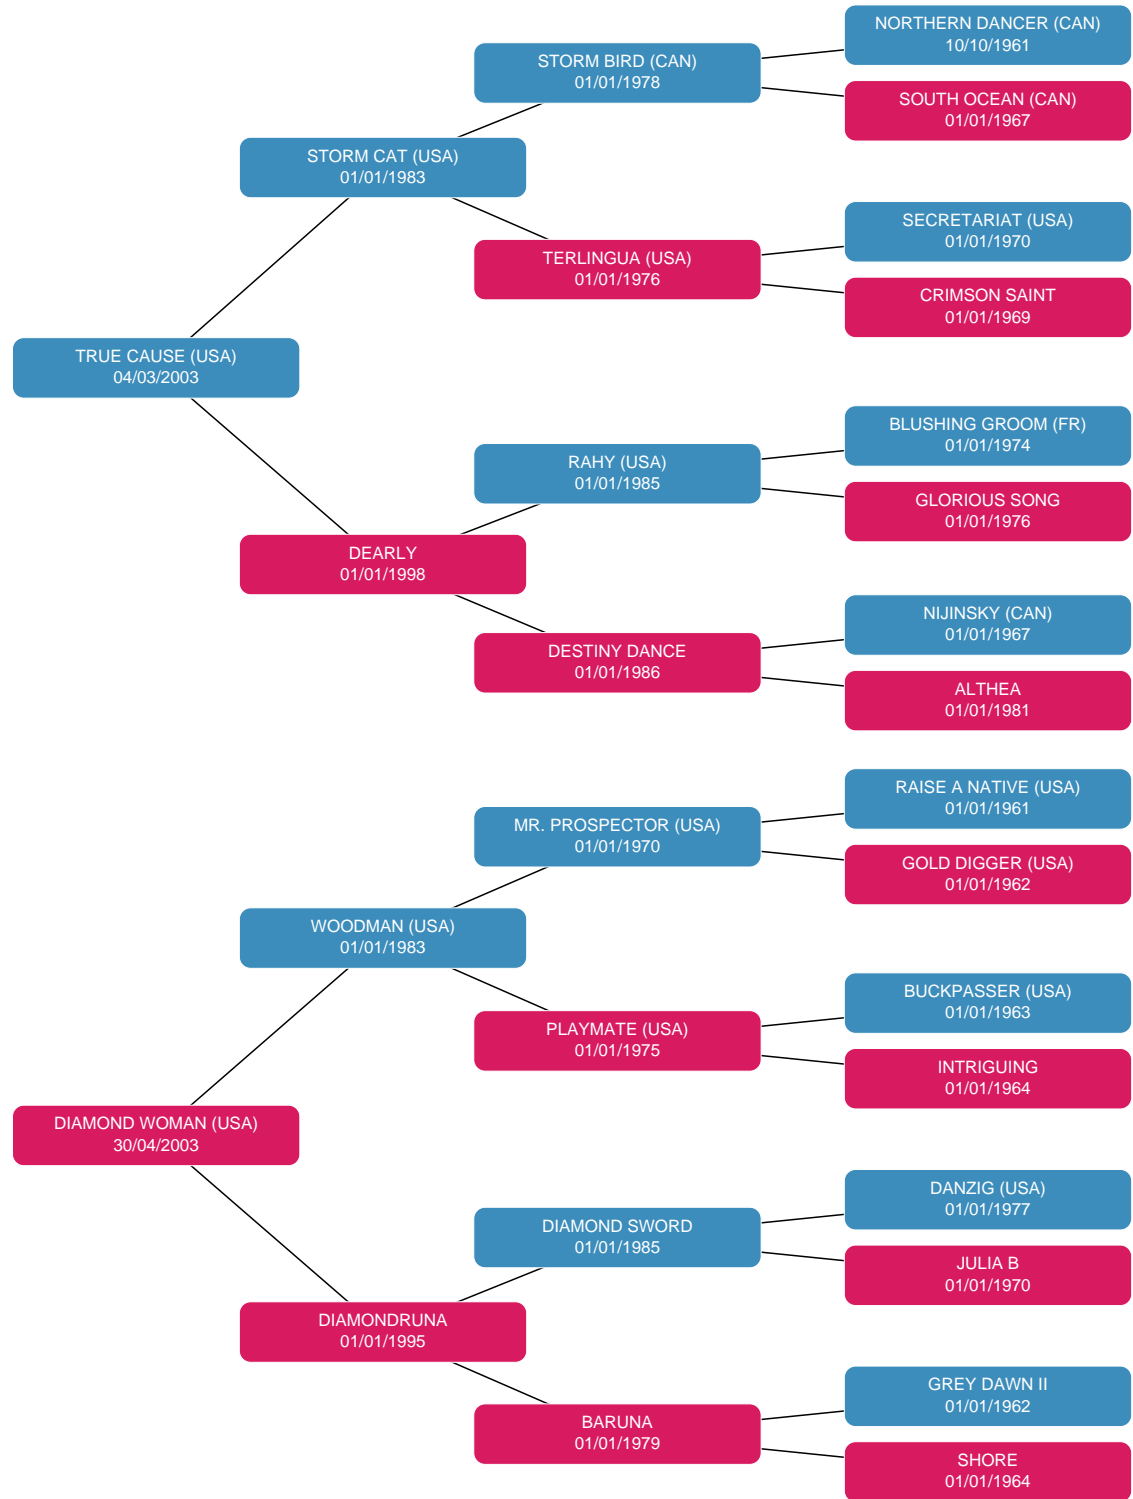 NORTHERN DANCER (CAN)
10/10/1961
STORM BIRD (CAN)
01/01/1978
SOUTH OCEAN (CAN)
01/01/1967
STORM CAT (USA)
01/01/1983
SECRETARIAT (USA)
01/01/1970
TERLINGUA (USA)
01/01/1976
CRIMSON SAINT
01/01/1969
TRUE CAUSE (USA)
04/03/2003
BLUSHING GROOM (FR)
01/01/1974
RAHY (USA)
01/01/1985
GLORIOUS SONG
01/01/1976
DEARLY
01/01/1998
NIJINSKY (CAN)
01/01/1967
DESTINY DANCE
01/01/1986
ALTHEA
01/01/1981
RAISE A NATIVE (USA)
01/01/1961
MR. PROSPECTOR (USA)
01/01/1970
GOLD DIGGER (USA)
01/01/1962
WOODMAN (USA)
01/01/1983
BUCKPASSER (USA)
01/01/1963
PLAYMATE (USA)
01/01/1975
INTRIGUING
01/01/1964
DIAMOND WOMAN (USA)
30/04/2003
DANZIG (USA)
01/01/1977
DIAMOND SWORD
01/01/1985
JULIA B
01/01/1970
DIAMONDRUNA
01/01/1995
GREY DAWN II
01/01/1962
BARUNA
01/01/1979
SHORE
01/01/1964